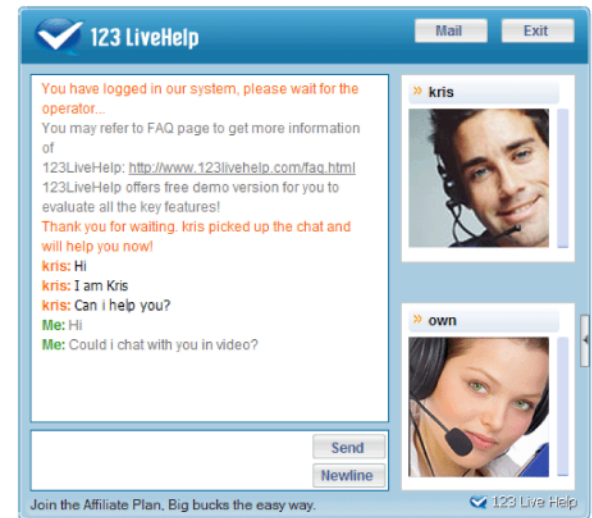 123 LiveHelp
Mail
Exit
You have logged in our system, please wait for the
operator...
You may refer to FAQ page to get more information
of
123LiveHelp: http://www.123livehelp.com/faq.html
123LiveHelp offers free demo version for you to
evaluate all the key features!
Thank you for waiting. kris picked up the chat and
will help you now!
kris: Hi
kris: I am Kris
kris: Can i help you?
Me: Hi
Me: Could i chat with you in video?
» kris
» own
Send
Newline
Join the Affiliate Plan, Big bucks the easy way.
123 Live Help